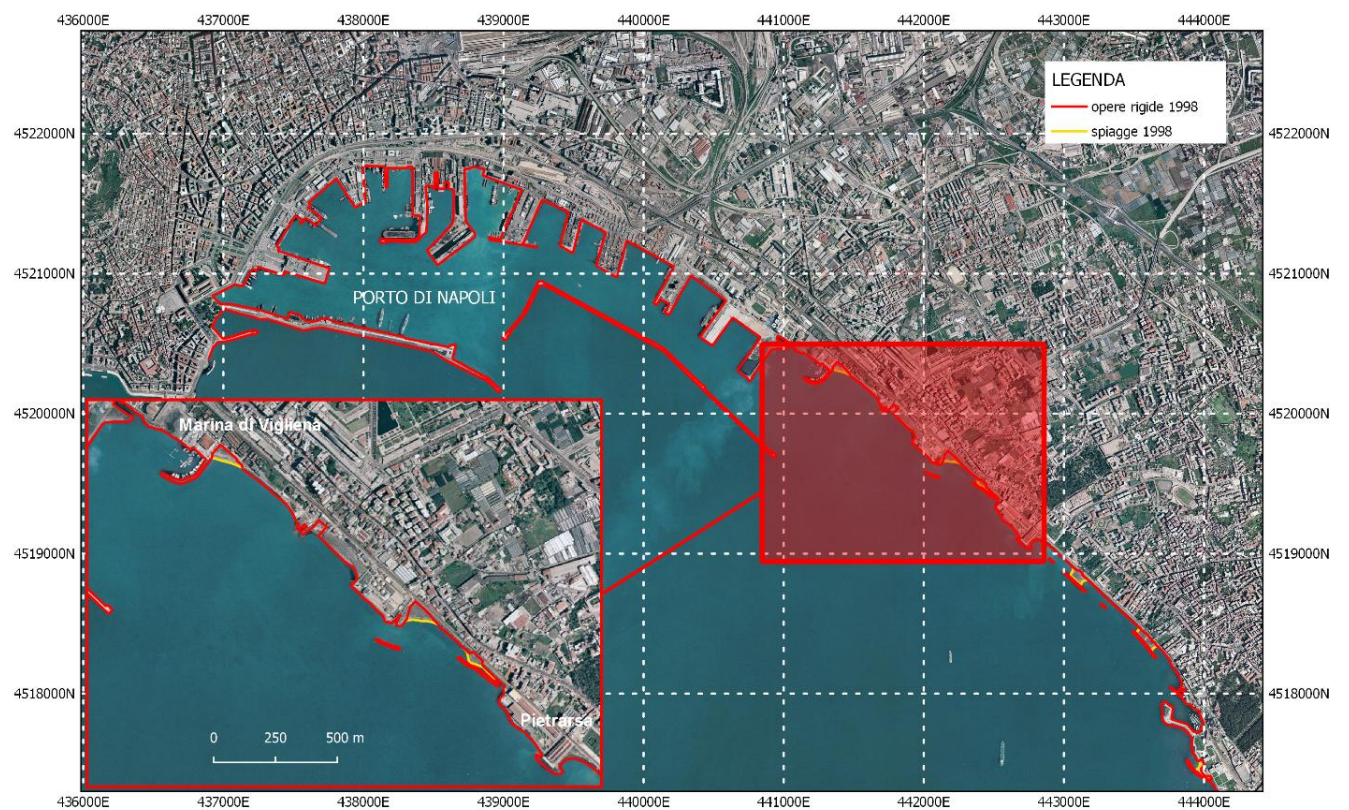 436000E 437000E 438000E 439000E 440000E 441000E 442000E 443000E 444000E
LEGENDA
opere rigide 1998
spiagge 1998
4522000N 4522000N
4521000N 4521000N
PORTO DI NAPOLI
4520000N 4520000N
Marina di Vigliena
4519000N 4519000N
4518000N 4518000N
Pietrarsa
0 250 500 m
436000E 437000E 438000E 439000E 440000E 441000E 442000E 443000E 444000E